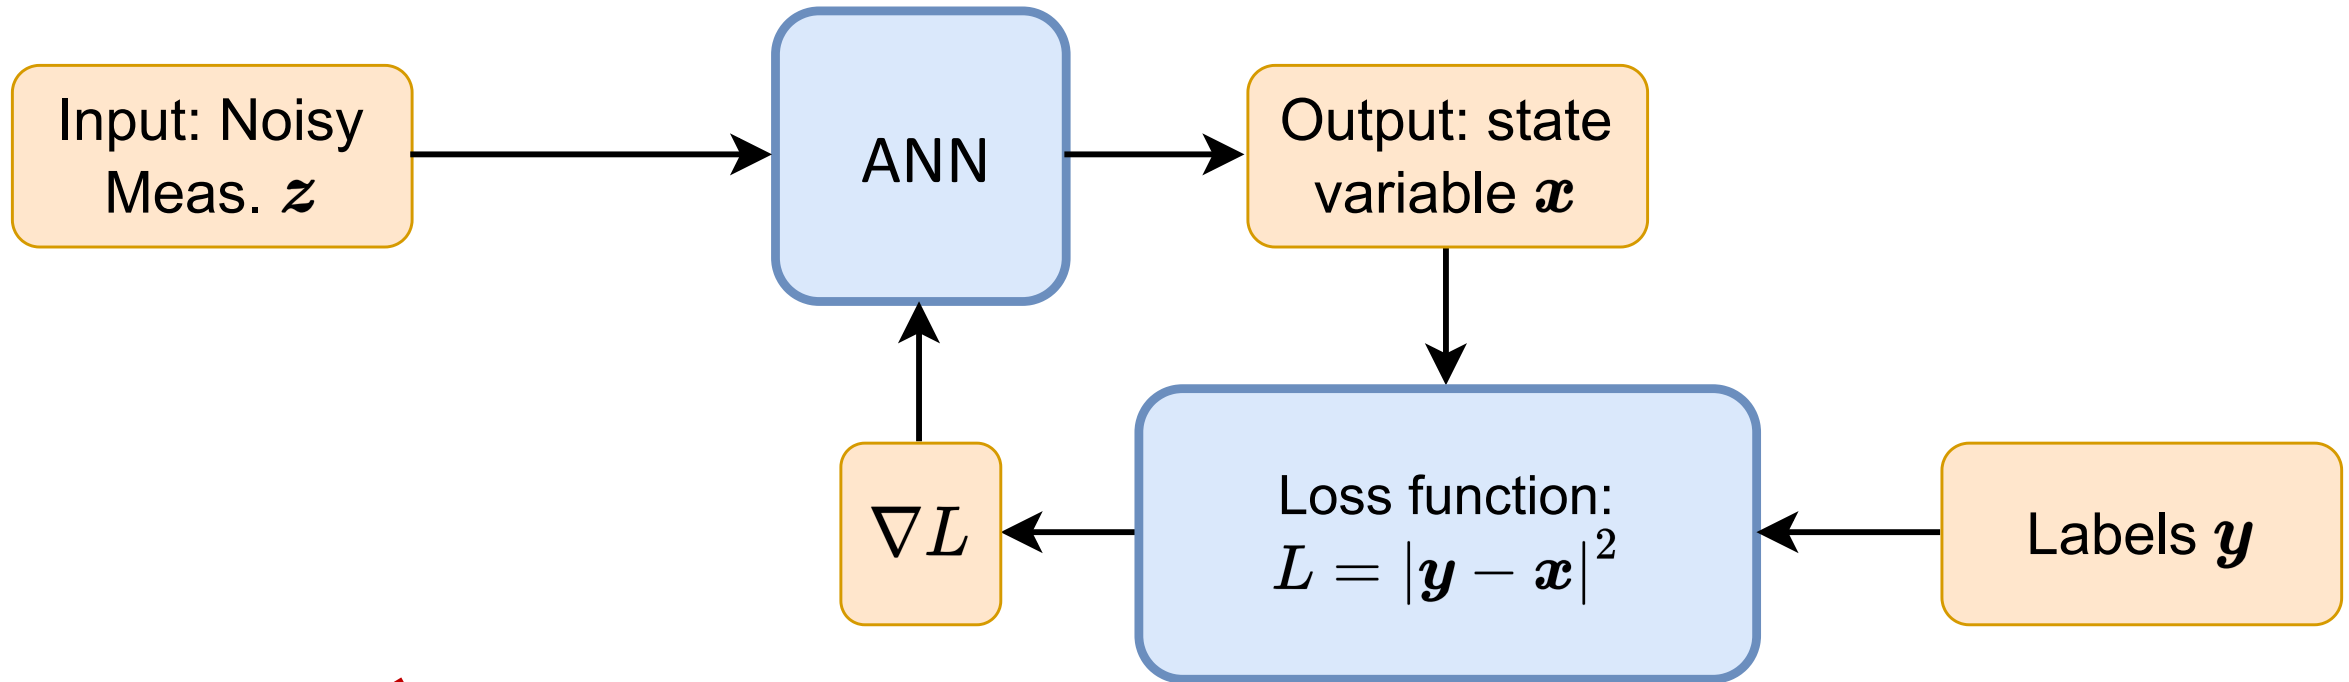 Input: Noisy
Meas. z
ANN
Output: state
variable x
∇L
Loss function:
L = |y − x|²
Labels y